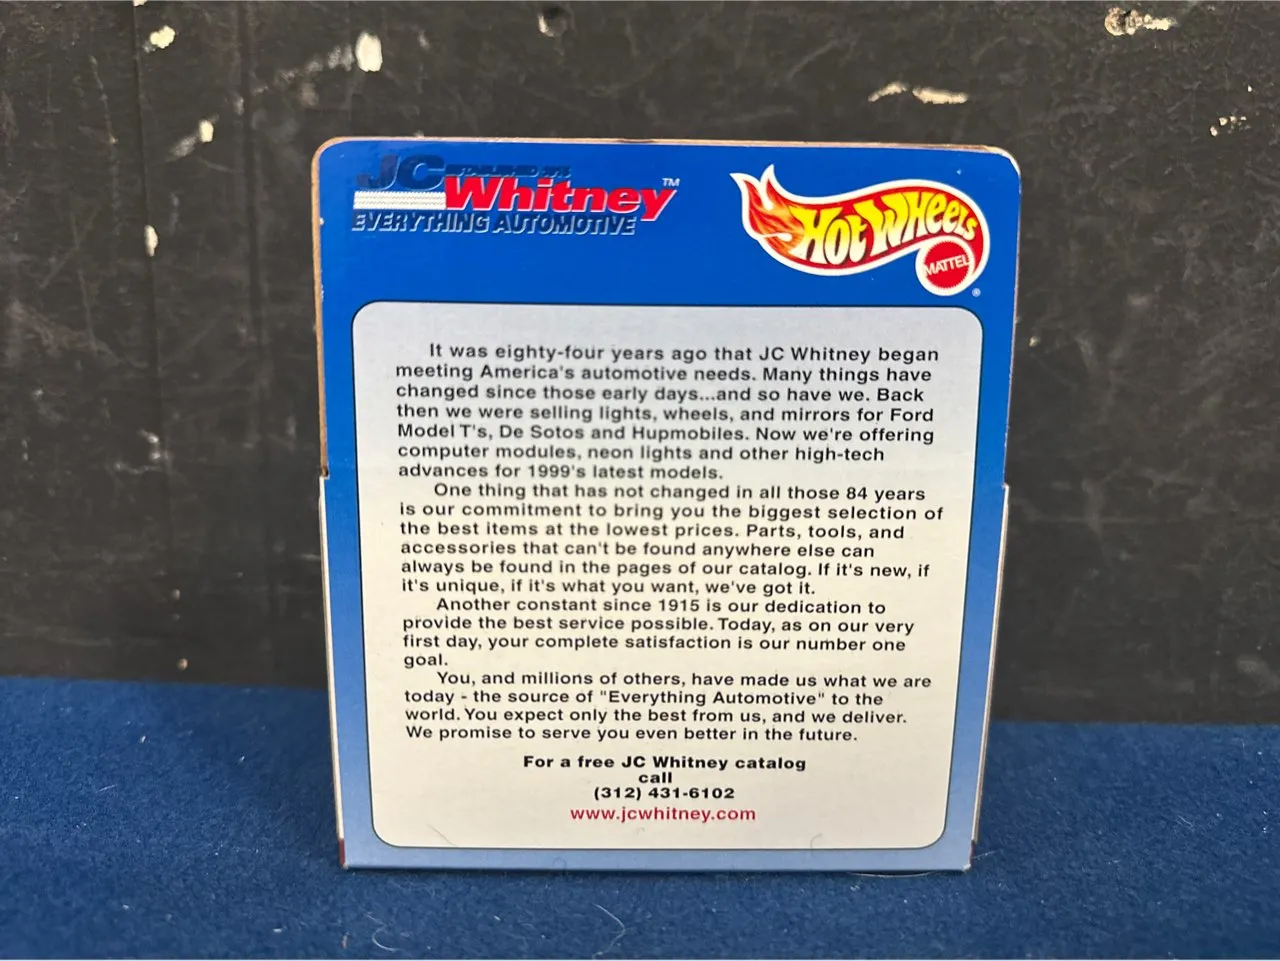 JC ESTABLISHED 1915
Whitney™
EVERYTHING AUTOMOTIVE
HOT WHEELS
MATTEL
®
It was eighty-four years ago that JC Whitney began
meeting America's automotive needs. Many things have
changed since those early days...and so have we. Back
then we were selling lights, wheels, and mirrors for Ford
Model T's, De Sotos and Hupmobiles. Now we're offering
computer modules, neon lights and other high-tech
advances for 1999's latest models.
One thing that has not changed in all those 84 years
is our commitment to bring you the biggest selection of
the best items at the lowest prices. Parts, tools, and
accessories that can't be found anywhere else can
always be found in the pages of our catalog. If it's new, if
it's unique, if it's what you want, we've got it.
Another constant since 1915 is our dedication to
provide the best service possible. Today, as on our very
first day, your complete satisfaction is our number one
goal.
You, and millions of others, have made us what we are
today - the source of "Everything Automotive" to the
world. You expect only the best from us, and we deliver.
We promise to serve you even better in the future.
For a free JC Whitney catalog
call
(312) 431-6102
www.jcwhitney.com